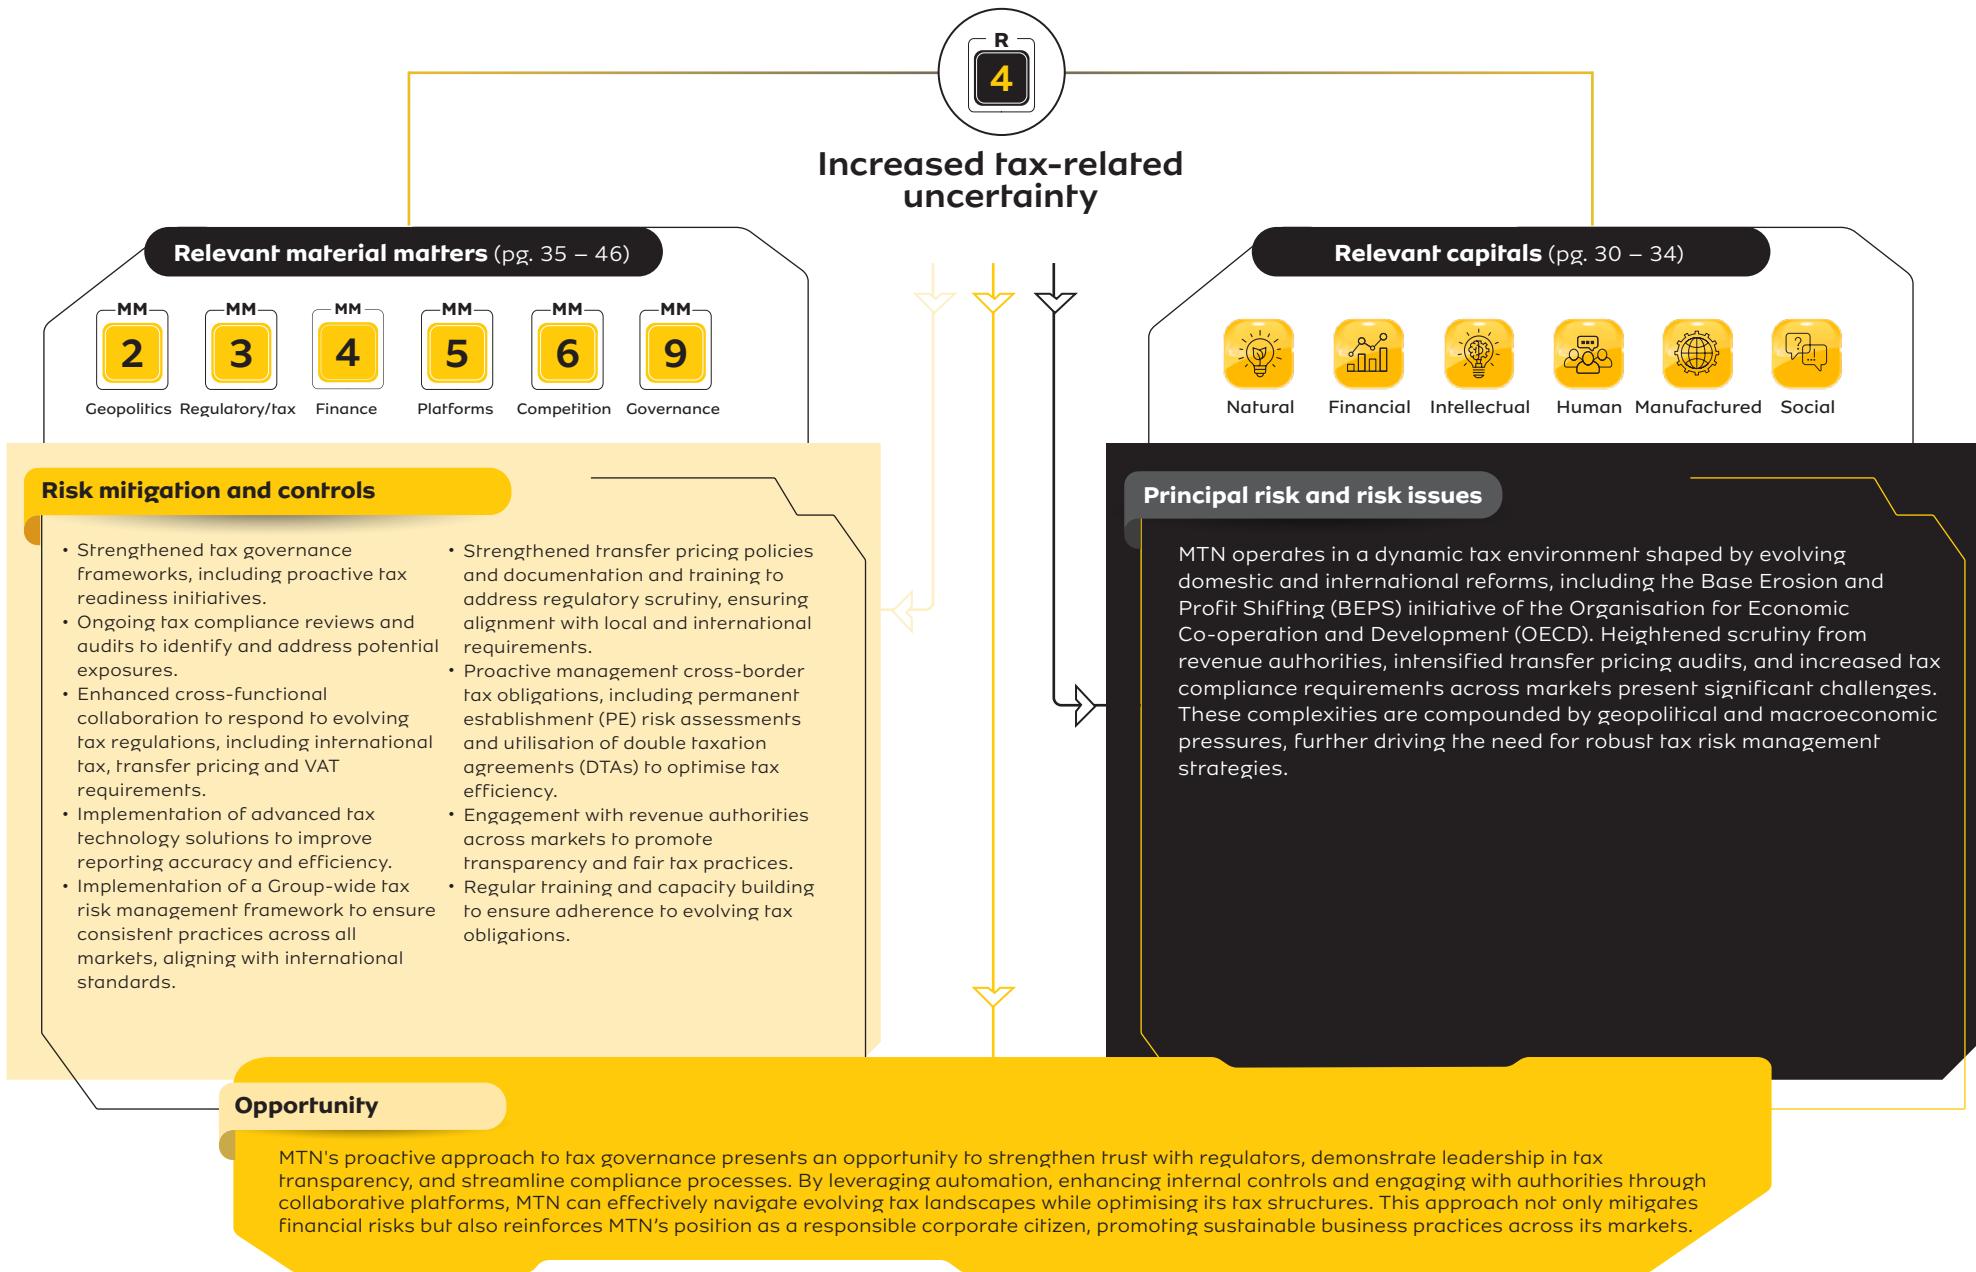 R
4
Increased tax-related
uncertainty
Relevant material matters (pg. 35 – 46)
MM MM MM MM MM MM
2 3 4 5 6 9
Geopolitics Regulatory/tax Finance Platforms Competition Governance
Relevant capitals (pg. 30 – 34)
? ! 
Natural Financial Intellectual Human Manufactured Social
Risk mitigation and controls
• Strengthened tax governance
frameworks, including proactive tax
readiness initiatives.
• Ongoing tax compliance reviews and
audits to identify and address potential
exposures.
• Enhanced cross-functional
collaboration to respond to evolving
tax regulations, including international
tax, transfer pricing and VAT
requirements.
• Implementation of advanced tax
technology solutions to improve
reporting accuracy and efficiency.
• Implementation of a Group-wide tax
risk management framework to ensure
consistent practices across all
markets, aligning with international
standards.
• Strengthened transfer pricing policies
and documentation and training to
address regulatory scrutiny, ensuring
alignment with local and international
requirements.
• Proactive management cross-border
tax obligations, including permanent
establishment (PE) risk assessments
and utilisation of double taxation
agreements (DTAs) to optimise tax
efficiency.
• Engagement with revenue authorities
across markets to promote
transparency and fair tax practices.
• Regular training and capacity building
to ensure adherence to evolving tax
obligations.
Principal risk and risk issues
MTN operates in a dynamic tax environment shaped by evolving
domestic and international reforms, including the Base Erosion and
Profit Shifting (BEPS) initiative of the Organisation for Economic
Co-operation and Development (OECD). Heightened scrutiny from
revenue authorities, intensified transfer pricing audits, and increased tax
compliance requirements across markets present significant challenges.
These complexities are compounded by geopolitical and macroeconomic
pressures, further driving the need for robust tax risk management
strategies.
Opportunity
MTN's proactive approach to tax governance presents an opportunity to strengthen trust with regulators, demonstrate leadership in tax
transparency, and streamline compliance processes. By leveraging automation, enhancing internal controls and engaging with authorities through
collaborative platforms, MTN can effectively navigate evolving tax landscapes while optimising its tax structures. This approach not only mitigates
financial risks but also reinforces MTN's position as a responsible corporate citizen, promoting sustainable business practices across its markets.